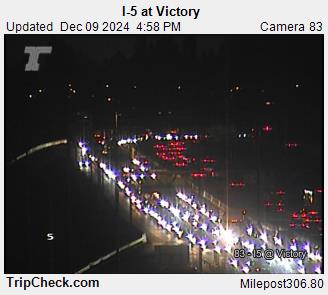 I-5 at Victory
Updated Dec 09 2024 4:58 PM Camera 83
T
S
83 - I5 @ Victory
TripCheck.com Milepost306.80